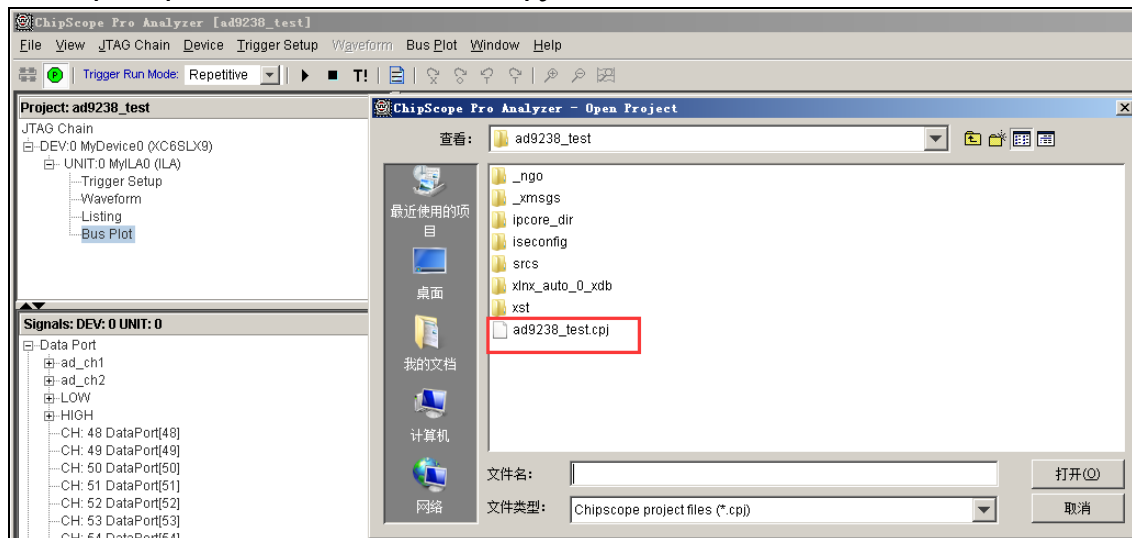 ChipScope Pro Analyzer [ad9238_test]
File View JTAG Chain Device Trigger Setup Waveform Bus Plot Window Help
Trigger Run Mode: Repetitive T!
Project: ad9238_test
JTAG Chain
DEV:0 MyDevice0 (XC6SLX9)
UNIT:0 MyILA0 (ILA)
Trigger Setup
Waveform
Listing
Bus Plot
Signals: DEV: 0 UNIT: 0
Data Port
ad_ch1
ad_ch2
LOW
HIGH
CH: 48 DataPort[48]
CH: 49 DataPort[49]
CH: 50 DataPort[50]
CH: 51 DataPort[51]
CH: 52 DataPort[52]
CH: 53 DataPort[53]
CH: 54 DataPort[54]
ChipScope Pro Analyzer - Open Project
查看: ad9238_test
最近使用的项
目
桌面
我的文档
计算机
网络
_ngo
_xmsgs
ipcore_dir
iseconfig
srcs
xlnx_auto_0_xdb
xst
ad9238_test.cpj
文件名: 打开(O)
文件类型: Chipscope project files (*.cpj) 取消